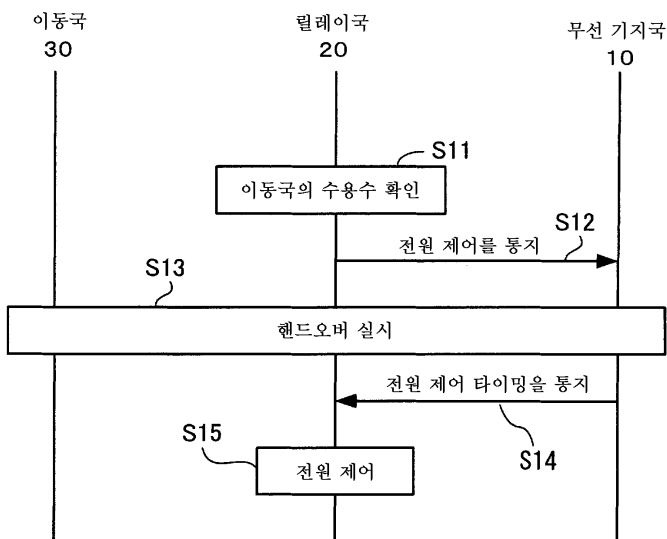 이동국
30
릴레이국
20
무선 기지국
10
S11
이동국의 수용수 확인
S12
전원 제어를 통지
S13
핸드오버 실시
전원 제어 타이밍을 통지
S14
S15
전원 제어